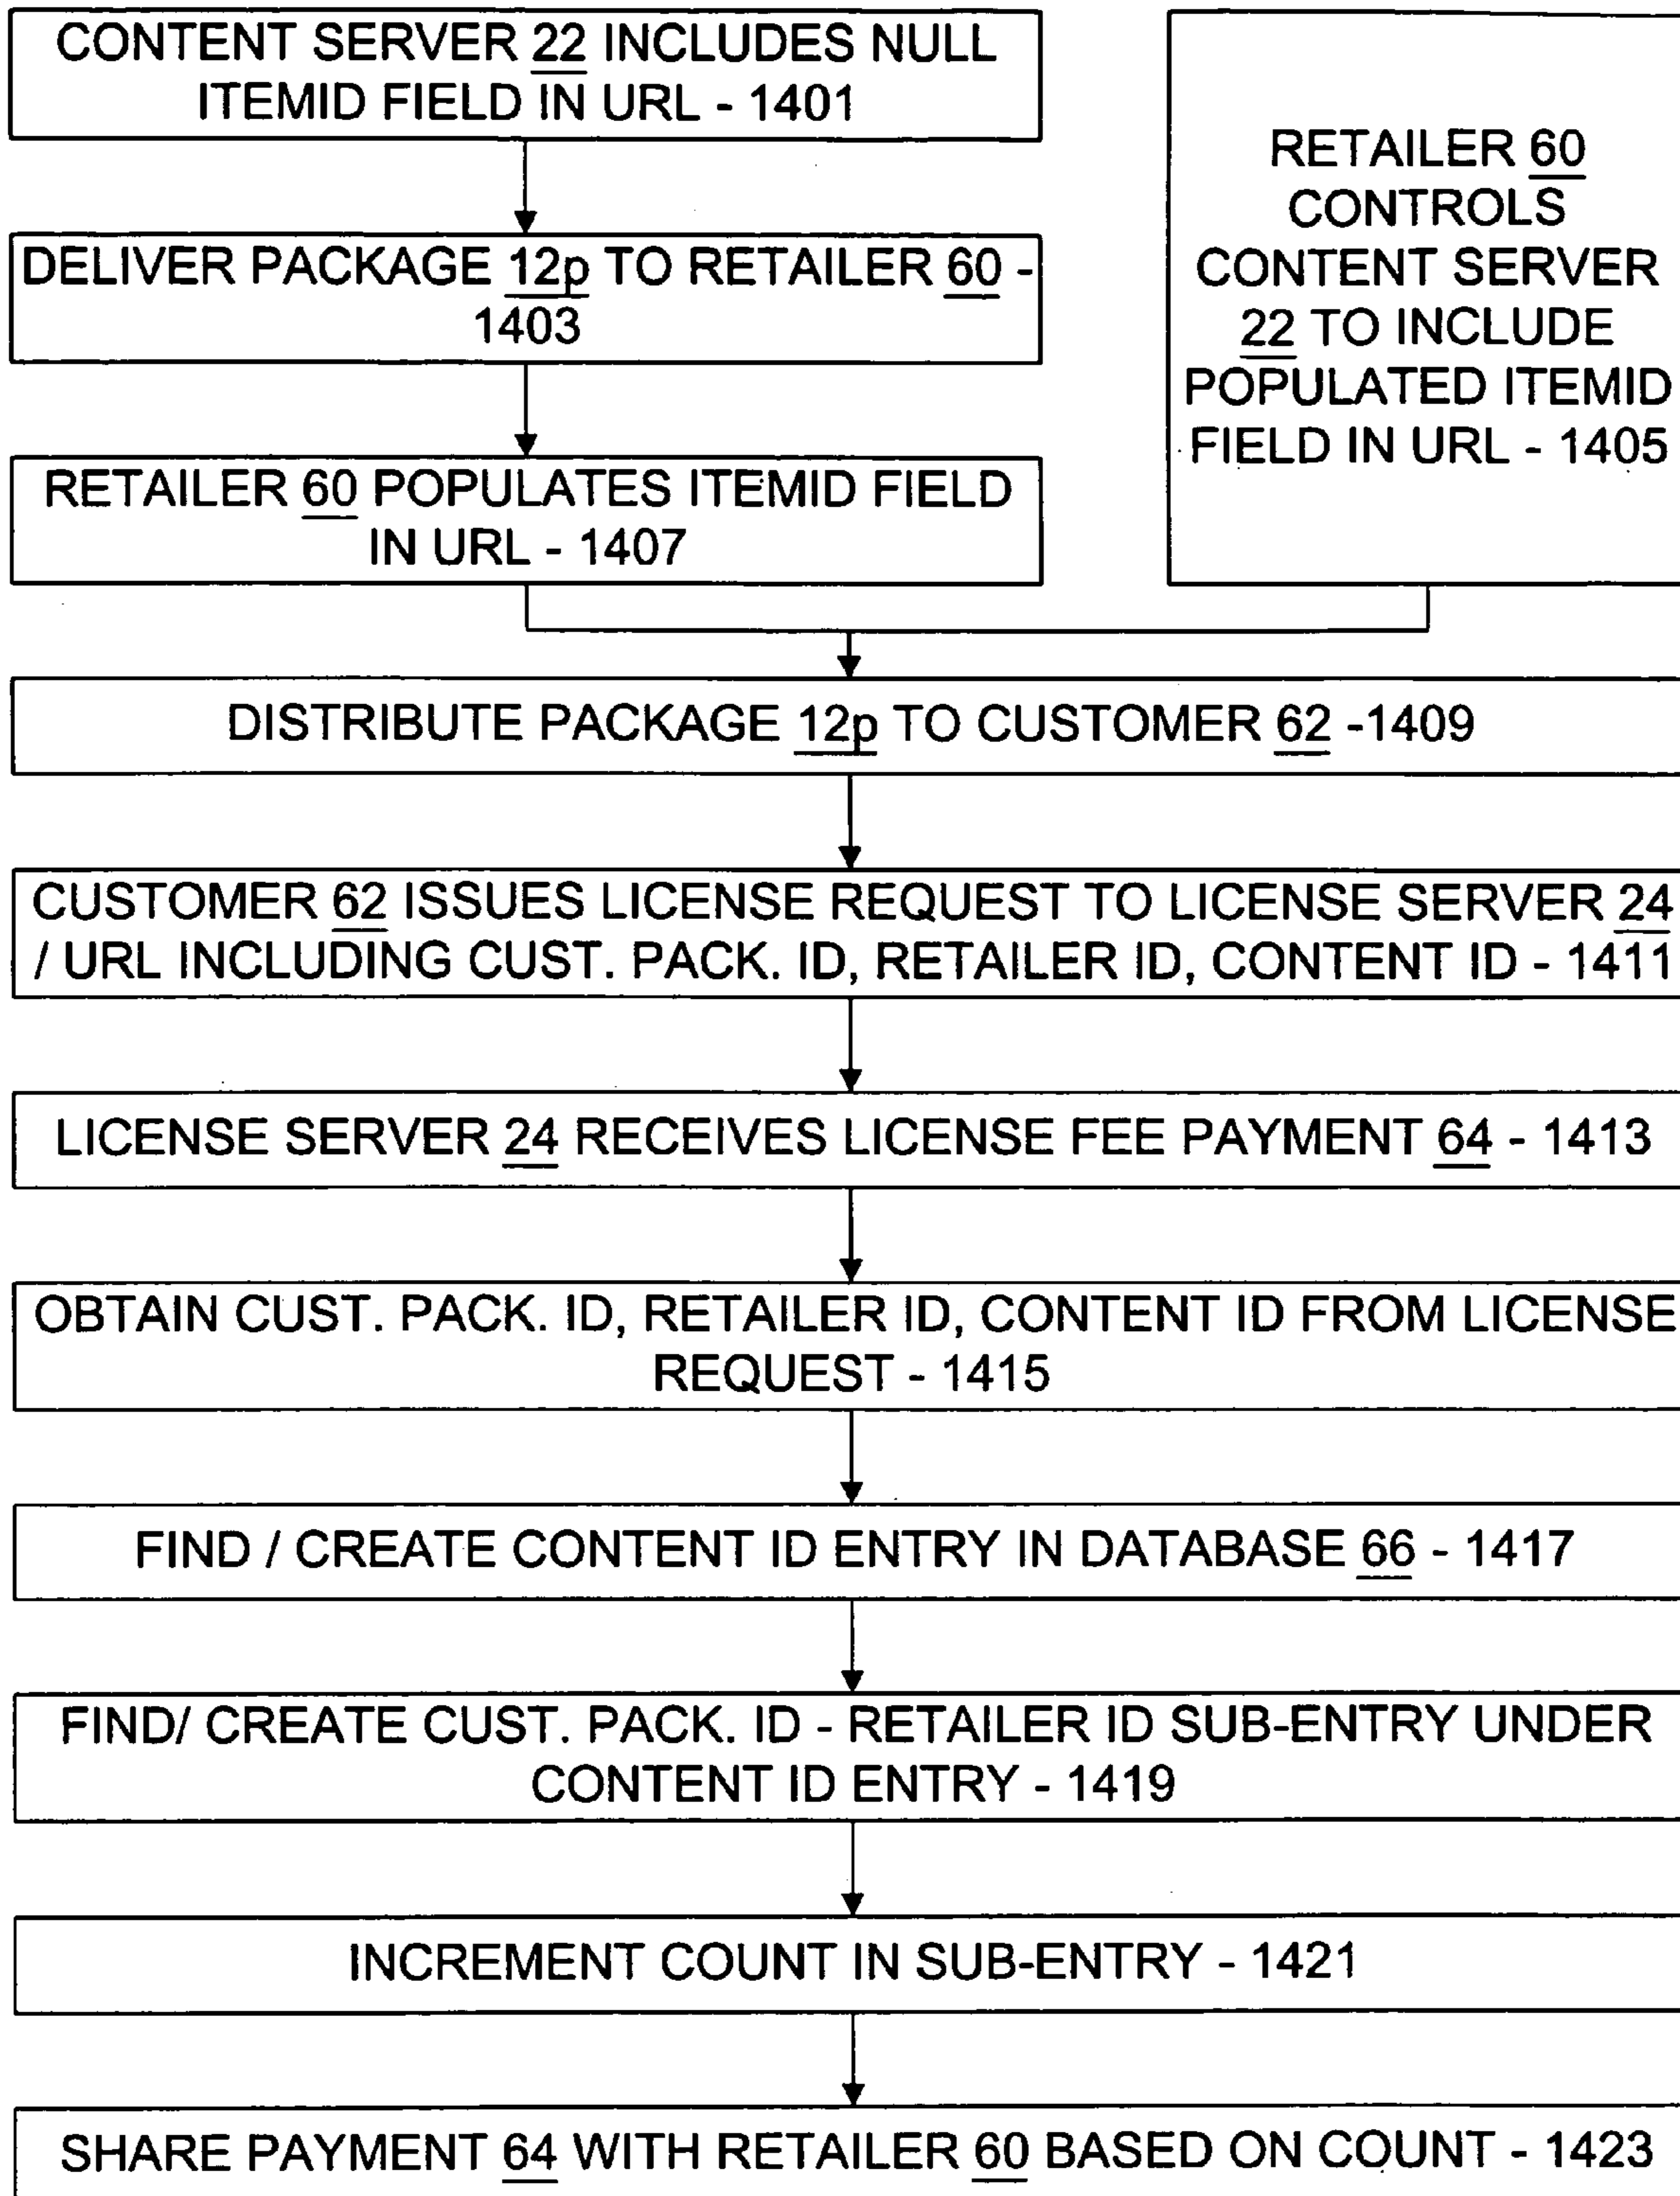 CONTENT SERVER 22 INCLUDES NULL
ITEMID FIELD IN URL - 1401
DELIVER PACKAGE 12p TO RETAILER 60 -
1403
RETAILER 60 POPULATES ITEMID FIELD
IN URL - 1407
RETAILER 60
CONTROLS
CONTENT SERVER
22 TO INCLUDE
POPULATED ITEMID
FIELD IN URL - 1405
DISTRIBUTE PACKAGE 12p TO CUSTOMER 62 -1409
CUSTOMER 62 ISSUES LICENSE REQUEST TO LICENSE SERVER 24
/ URL INCLUDING CUST. PACK. ID, RETAILER ID, CONTENT ID - 1411
LICENSE SERVER 24 RECEIVES LICENSE FEE PAYMENT 64 - 1413
OBTAIN CUST. PACK. ID, RETAILER ID, CONTENT ID FROM LICENSE
REQUEST - 1415
FIND / CREATE CONTENT ID ENTRY IN DATABASE 66 - 1417
FIND/ CREATE CUST. PACK. ID - RETAILER ID SUB-ENTRY UNDER
CONTENT ID ENTRY - 1419
INCREMENT COUNT IN SUB-ENTRY - 1421
SHARE PAYMENT 64 WITH RETAILER 60 BASED ON COUNT - 1423